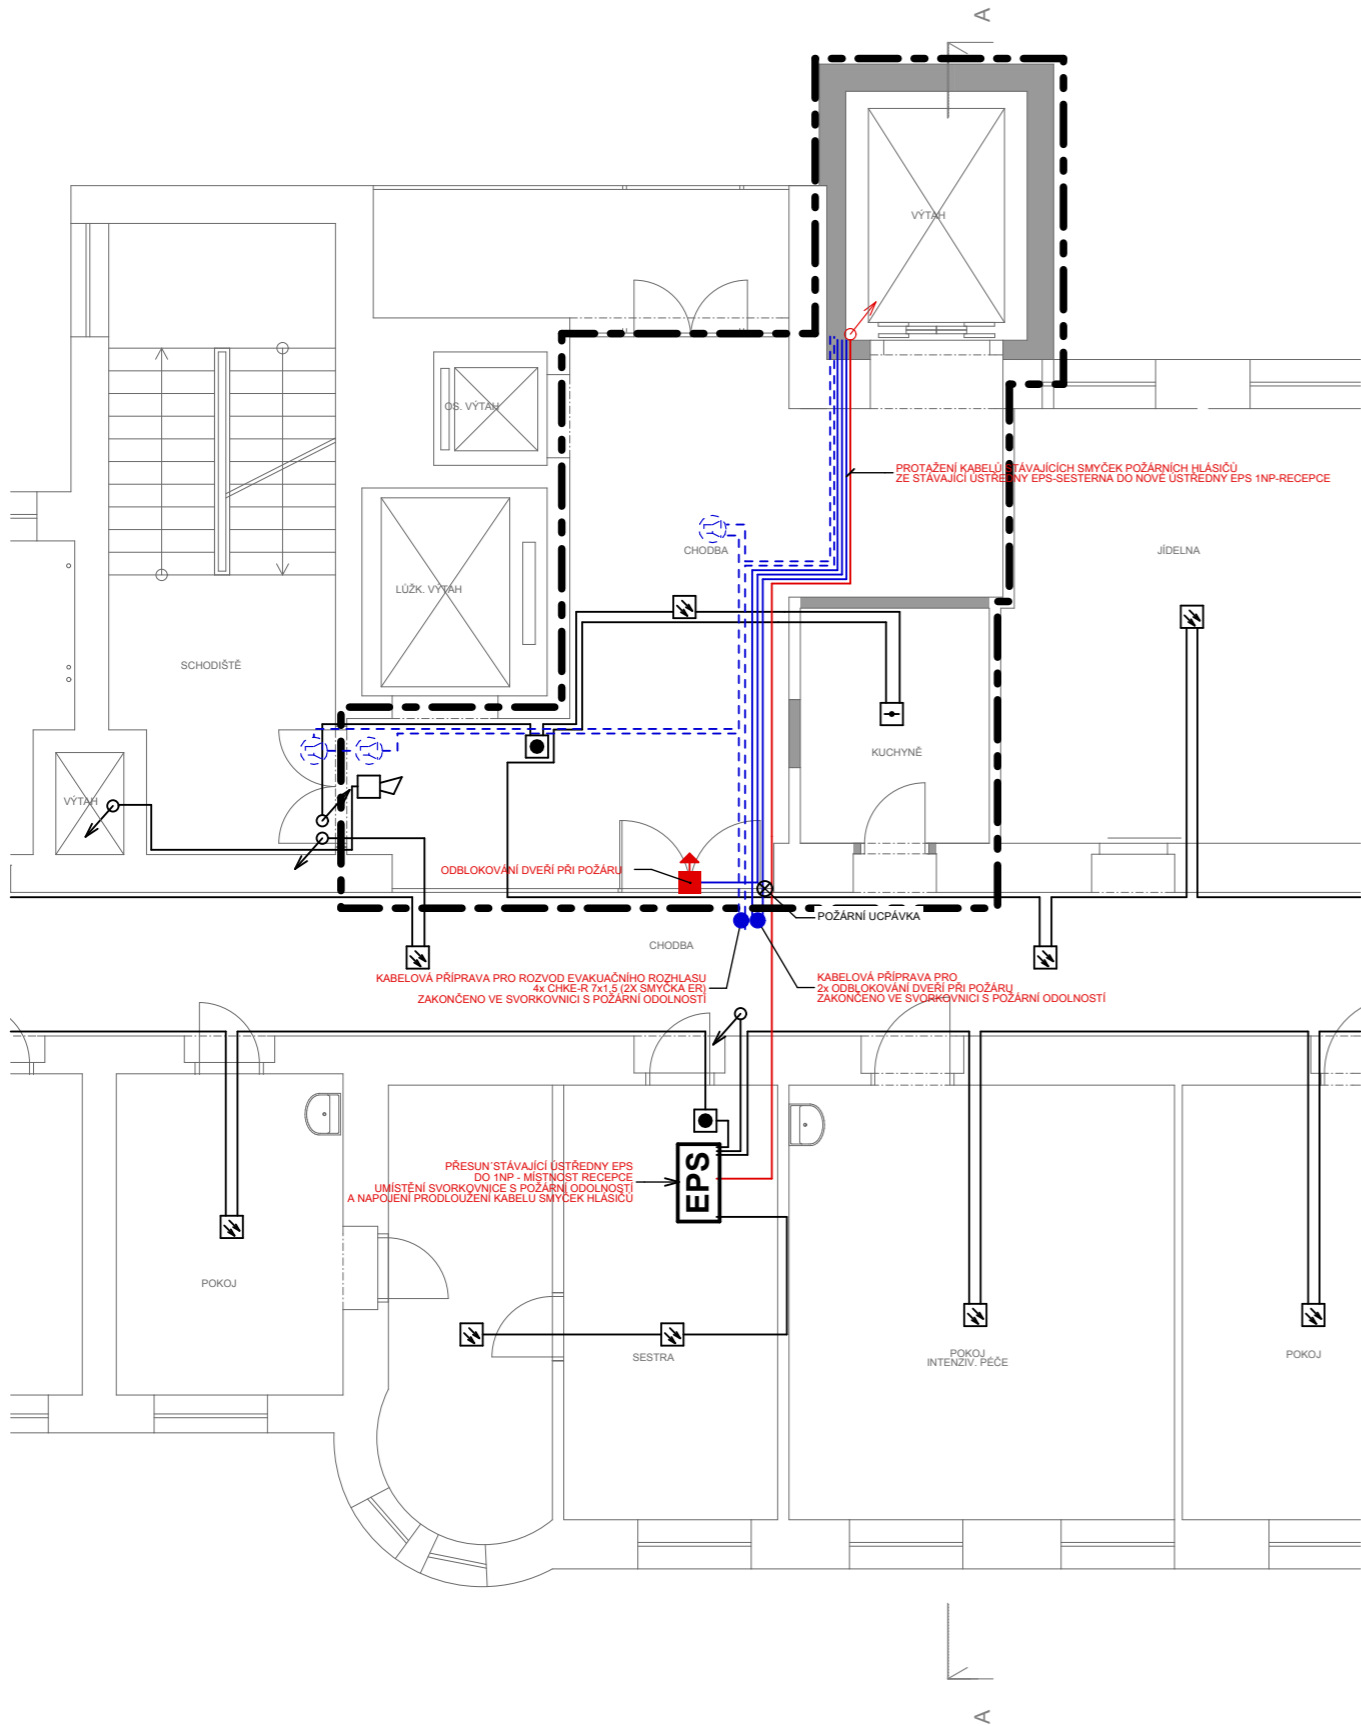 A
VÝTAH
OS. VÝTAH
PROTAŽENÍ KABELŮ STÁVAJÍCÍCH SMYČEK POŽÁRNÍCH HLÁSIČŮ
ZE STÁVAJÍCÍ ÚSTŘEDNY EPS-SESTERNA DO NOVÉ ÚSTŘEDNY EPS 1NP-RECEPCE
CHODBA
JÍDELNA
LŮŽK. VÝTAH
SCHODIŠTĚ
KUCHYNĚ
VÝTAH
ODBLOKOVÁNÍ DVEŘÍ PŘI POŽÁRU
POŽÁRNÍ UCPÁVKA
CHODBA
KABELOVÁ PŘÍPRAVA PRO ROZVOD EVAKUAČNÍHO ROZHLASU
4x CHKE-R 7x1,5 (2X SMYČKA ER)
ZAKONČENO VE SVORKOVNICI S POŽÁRNÍ ODOLNOSTÍ
KABELOVÁ PŘÍPRAVA PRO
2x ODBLOKOVÁNÍ DVEŘÍ PŘI POŽÁRU
ZAKONČENO VE SVORKOVNICI S POŽÁRNÍ ODOLNOSTÍ
PŘESUN STÁVAJÍCÍ ÚSTŘEDNY EPS
DO 1NP - MÍSTNOST RECEPCE
UMÍSTĚNÍ SVORKOVNICE S POŽÁRNÍ ODOLNOSTÍ
A NAPOJENÍ PRODLOUŽENÍ KABELU SMYČEK HLÁSIČŮ
EPS
POKOJ
SESTRA
POKOJ
INTENZIV. PÉČE
POKOJ
A